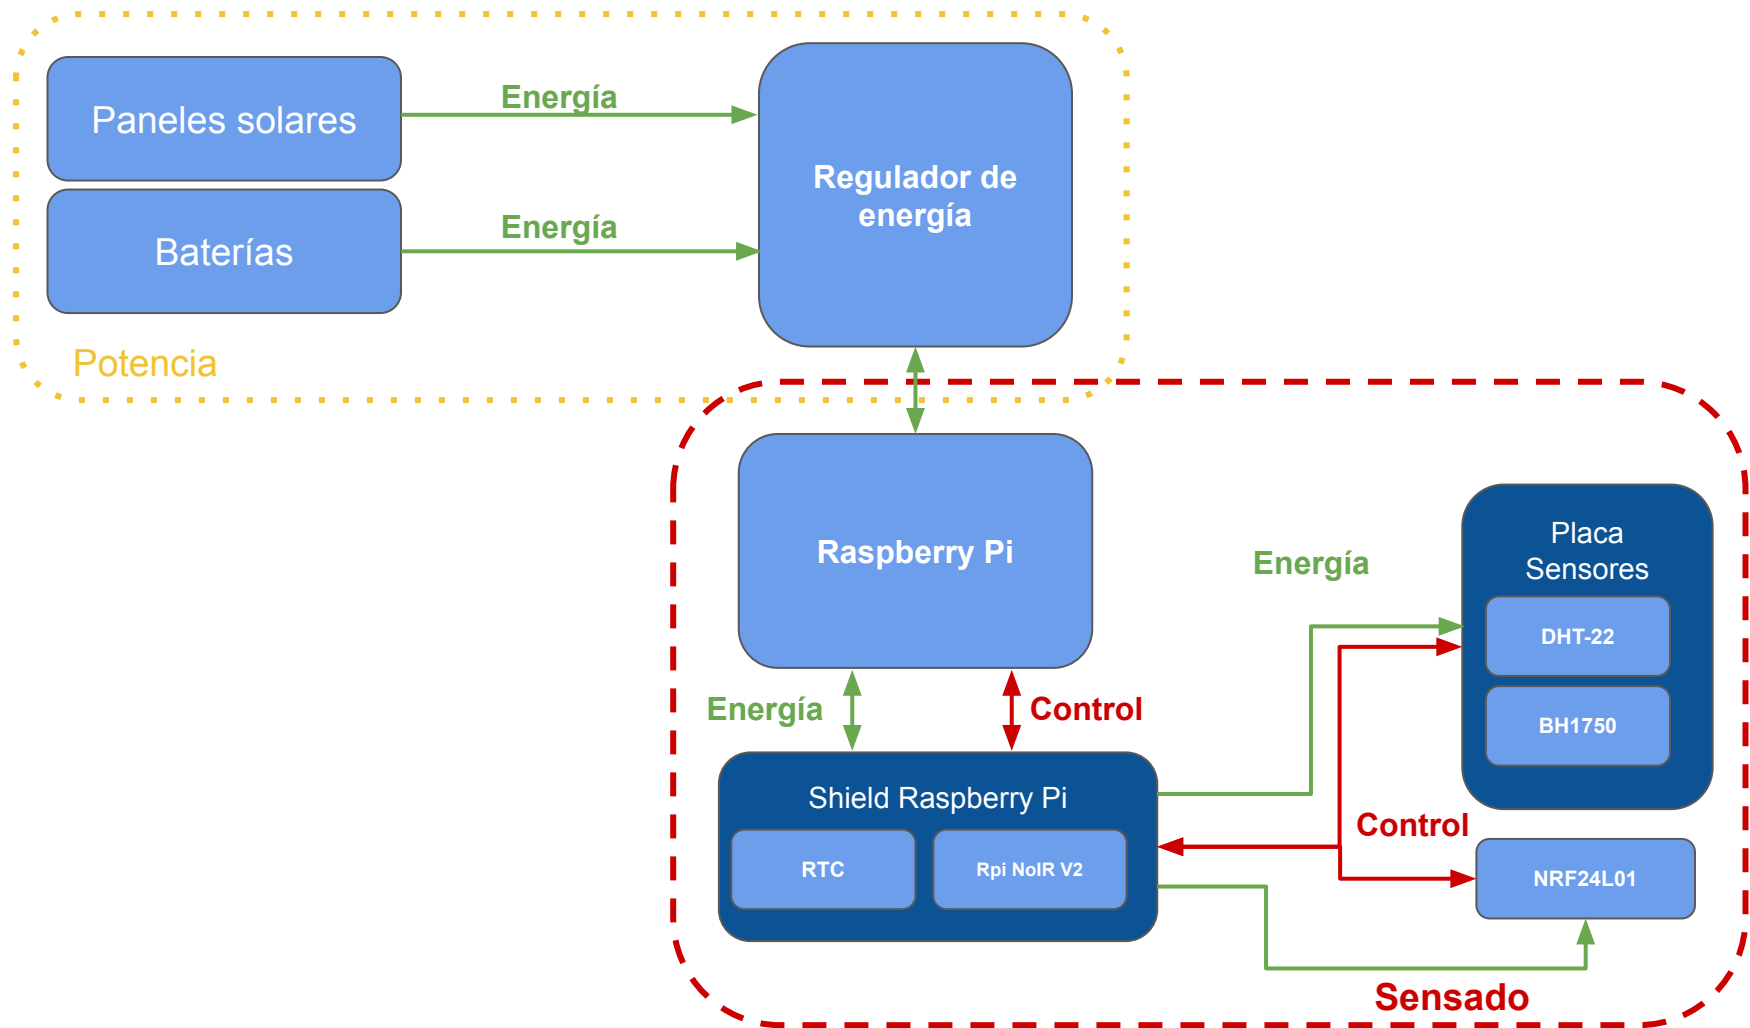 Paneles solares
Energía
Baterías
Energía
Regulador de
energía
Potencia
Raspberry Pi
Energía
Control
Shield Raspberry Pi
RTC
Rpi NoIR V2
Energía
Placa
Sensores
DHT-22
BH1750
Control
NRF24L01
Sensado